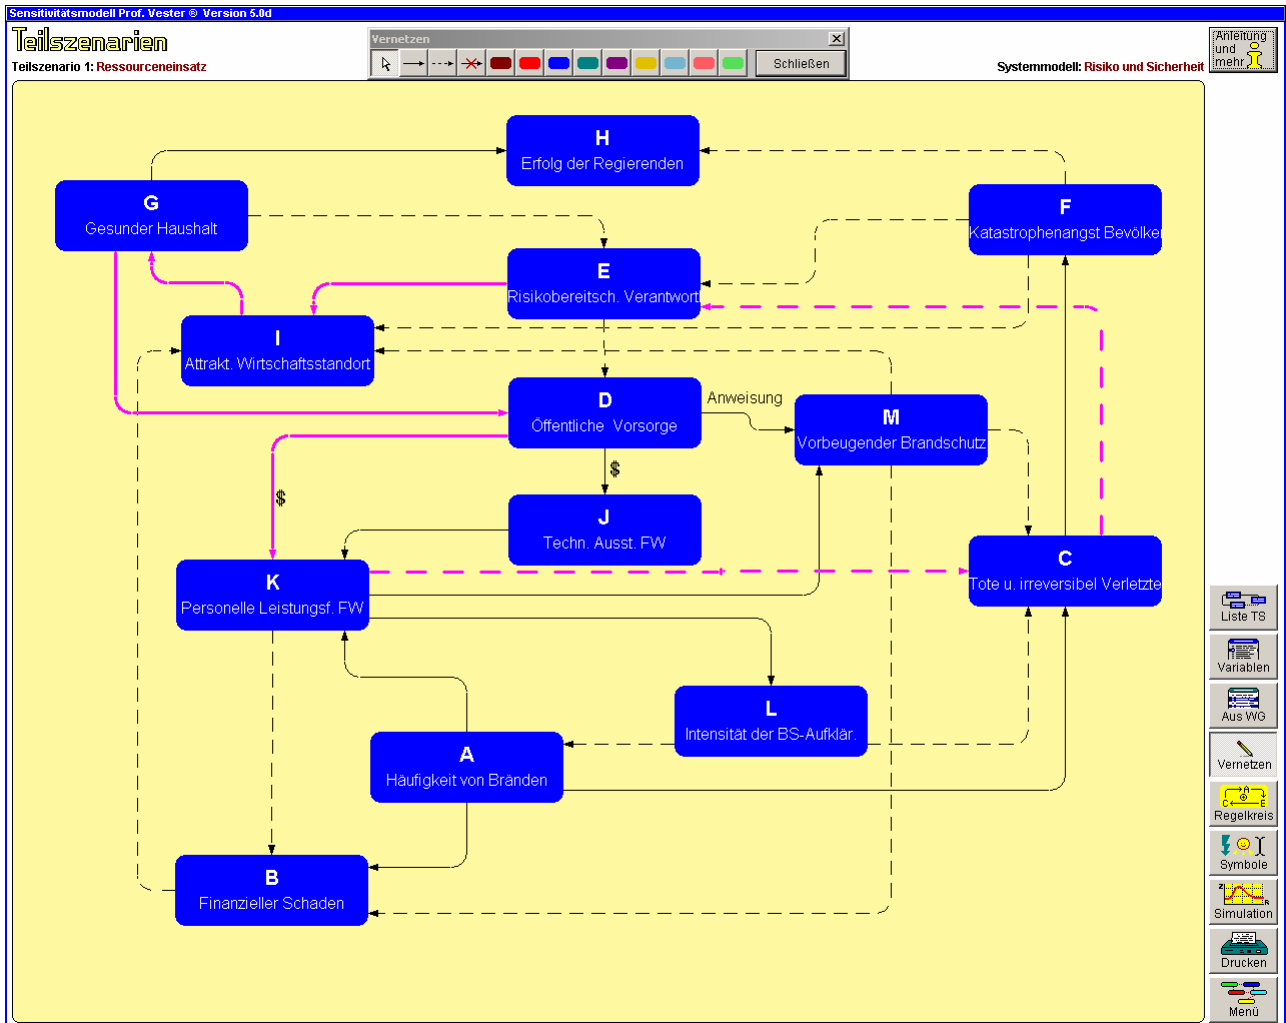 Sensitivitätsmodell Prof. Vester ® Version 5.0d
Teilszenarien
Teilszenario 1: Ressourceneinsatz
Vernetzen
Schließen
Systemmodell: Risiko und Sicherheit
Anleitung
und
mehr
H
Erfolg der Regierenden
G
Gesunder Haushalt
F
Katastrophenangst Bevölker
E
Risikobereitsch. Verantwort
I
Attrakt. Wirtschaftsstandort
D
Öffentliche Vorsorge
Anweisung
M
Vorbeugender Brandschutz
$
$
J
Techn. Ausst. FW
K
Personelle Leistungsf. FW
C
Tote u. irreversibel Verletzte
L
Intensität der BS-Aufklär.
A
Häufigkeit von Bränden
B
Finanzieller Schaden
Liste TS
Variablen
Aus WG
Vernetzen
A
C
E
Regelkreis
Symbole
Z
R
Simulation
Drucken
Menü